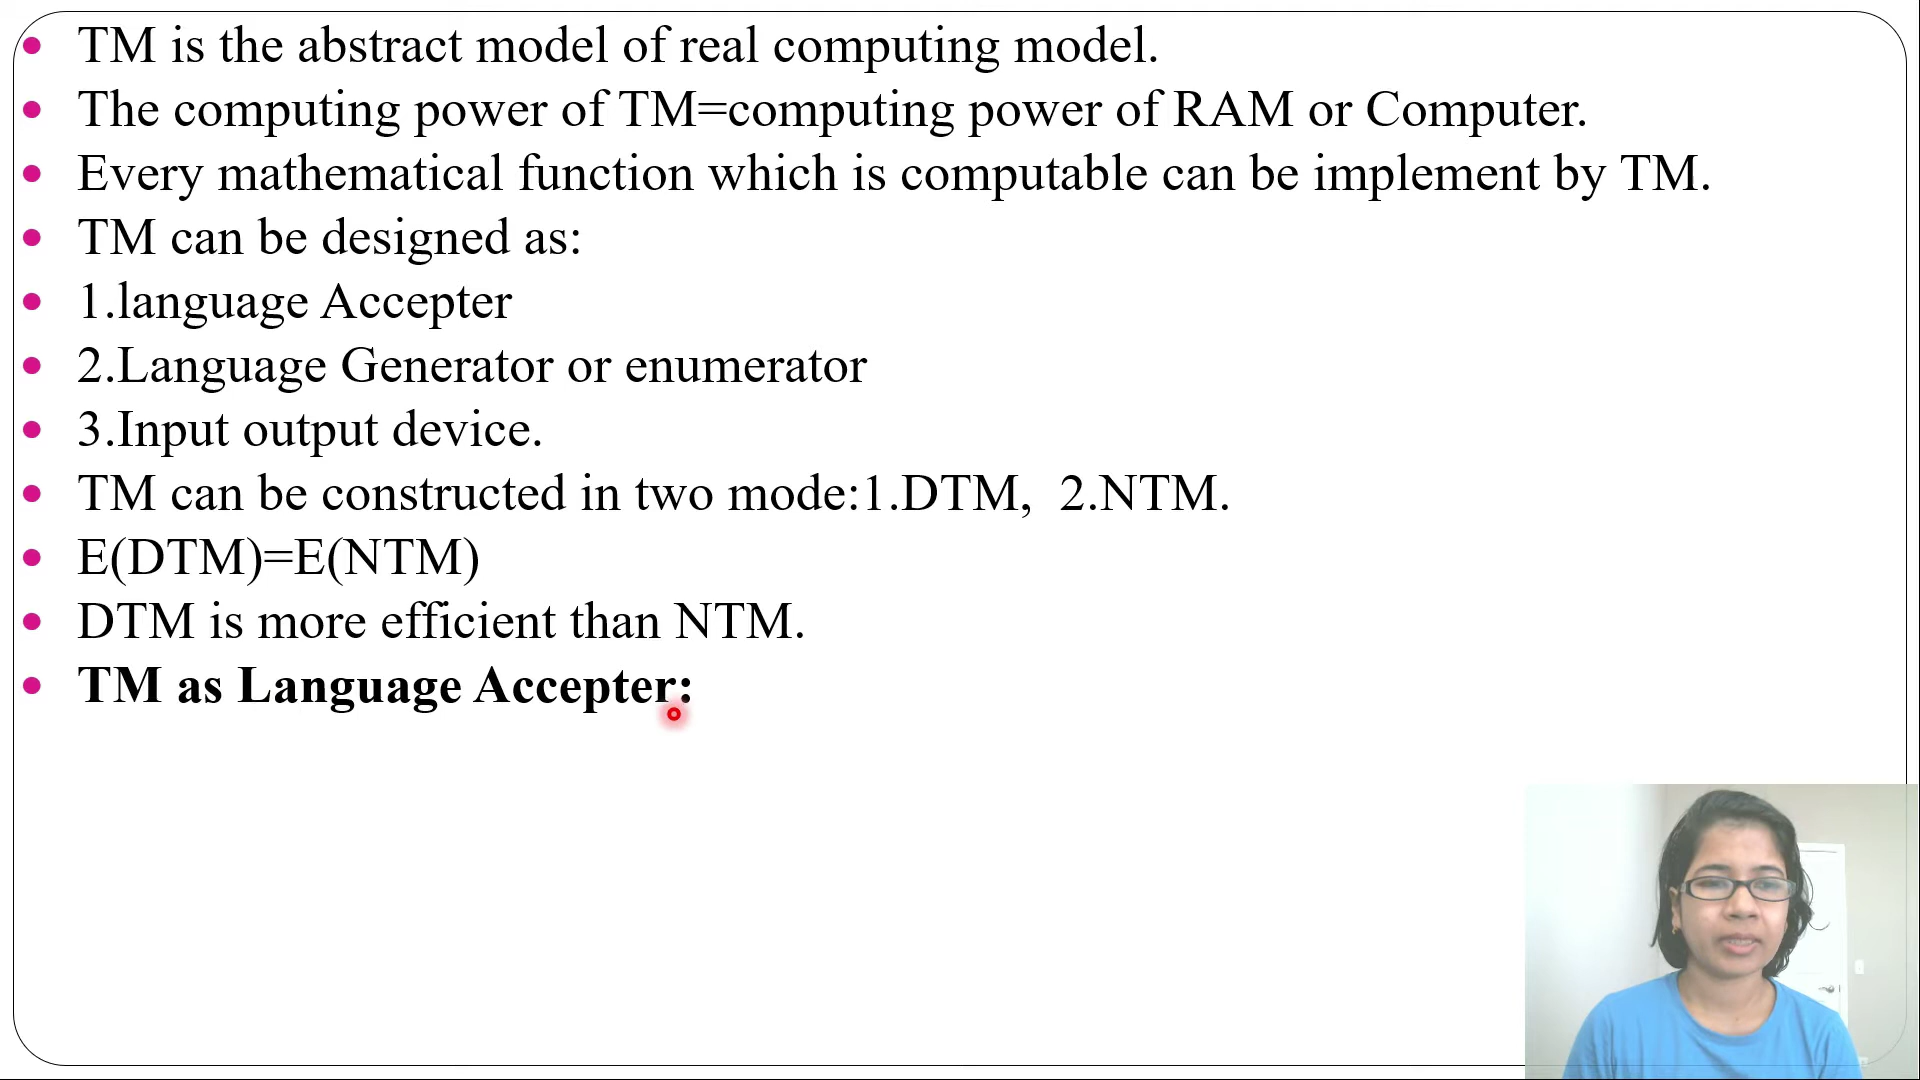 TM is the abstract model of real computing model.
The computing power of TM=computing power of RAM or Computer.
Every mathematical function which is computable can be implement by TM.
TM can be designed as:
1.language Accepter
2.Language Generator or enumerator
3.Input output device.
TM can be constructed in two mode:1.DTM, 2.NTM.
E(DTM)=E(NTM)
DTM is more efficient than NTM.
TM as Language Accepter: